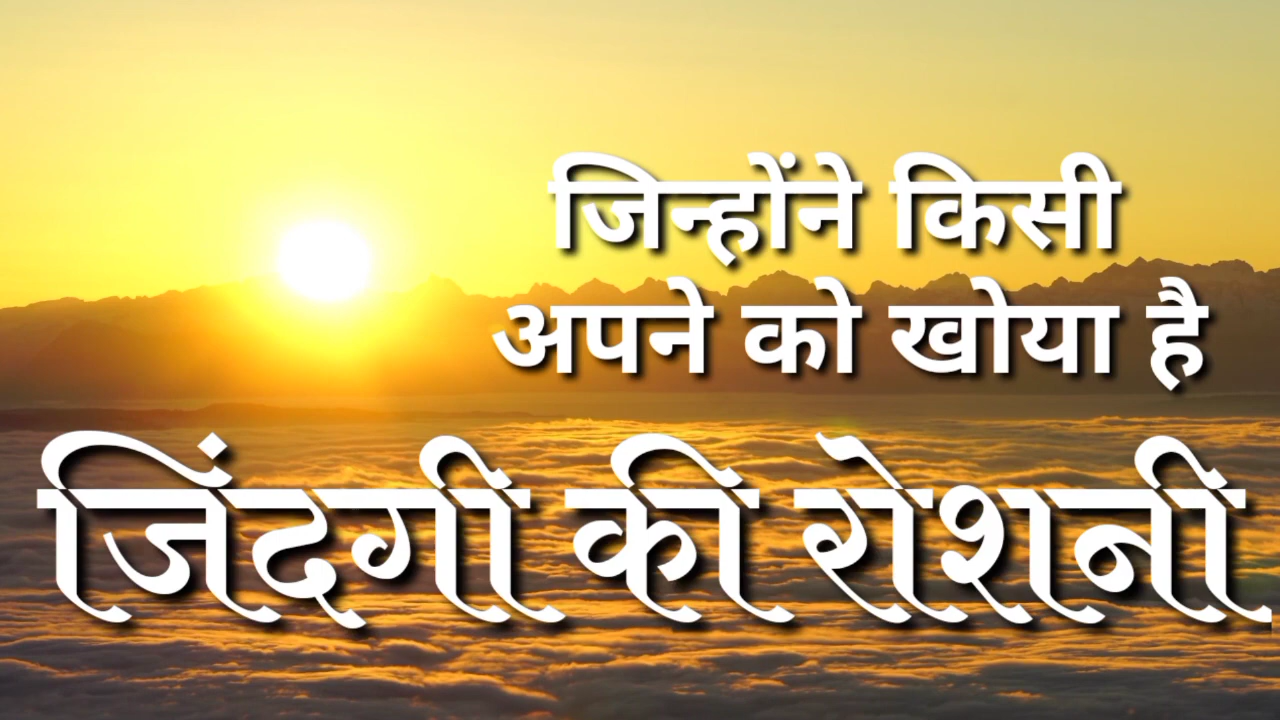 जिन्होंने किसी
अपने को खोया है
जिंदगी की रोशनी